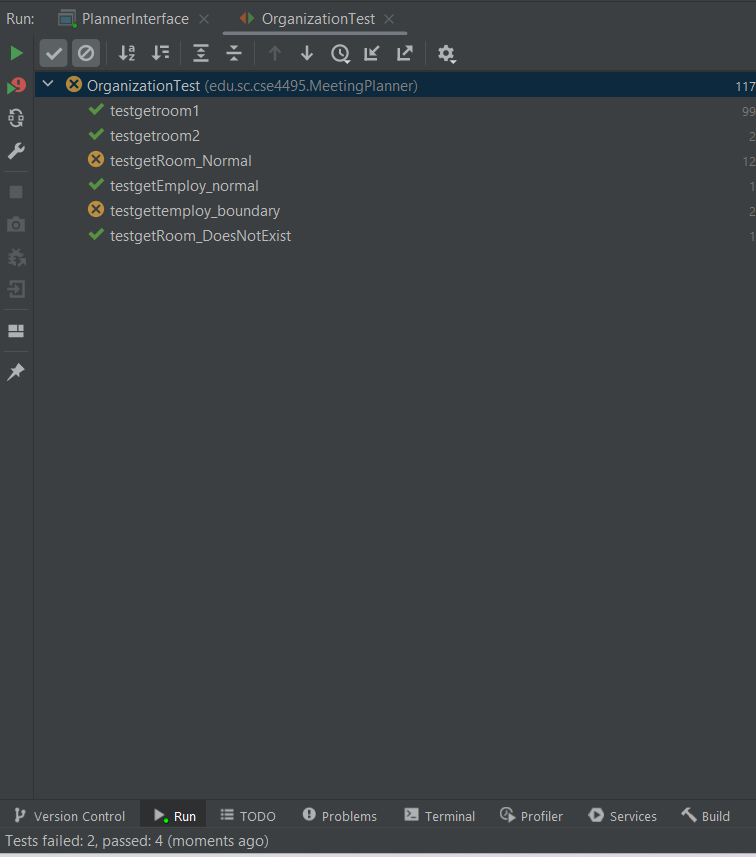 Run: PlannerInterface OrganizationTest
OrganizationTest (edu.sc.cse4495.MeetingPlanner) 117
testgetroom1 99
testgetroom2 2
testgetRoom_Normal 12
testgetEmploy_normal 1
testgettemploy_boundary 2
testgetRoom_DoesNotExist 1
Version Control Run TODO Problems Terminal Profiler Services Build
Tests failed: 2, passed: 4 (moments ago)